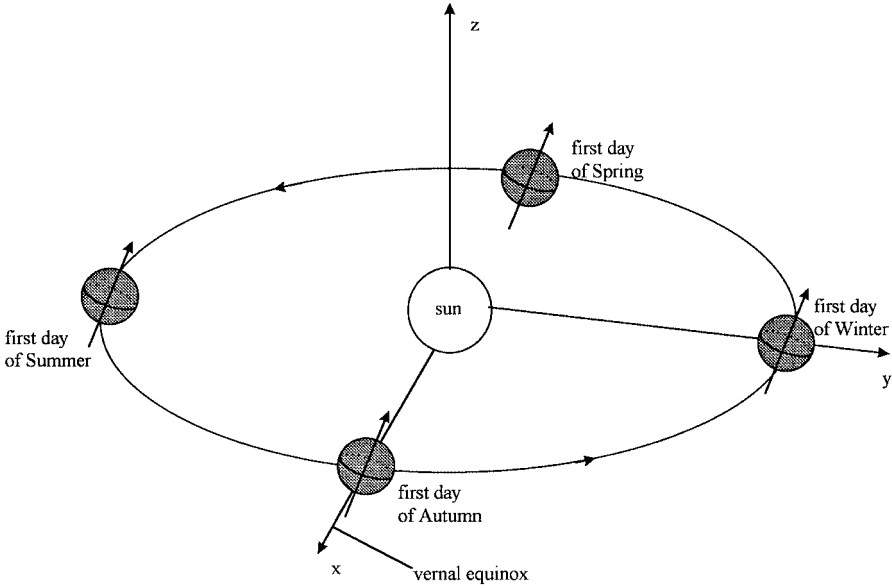 z
first day
of Spring
sun
first day
of Winter
first day
of Summer
y
first day
of Autumn
x
vernal equinox